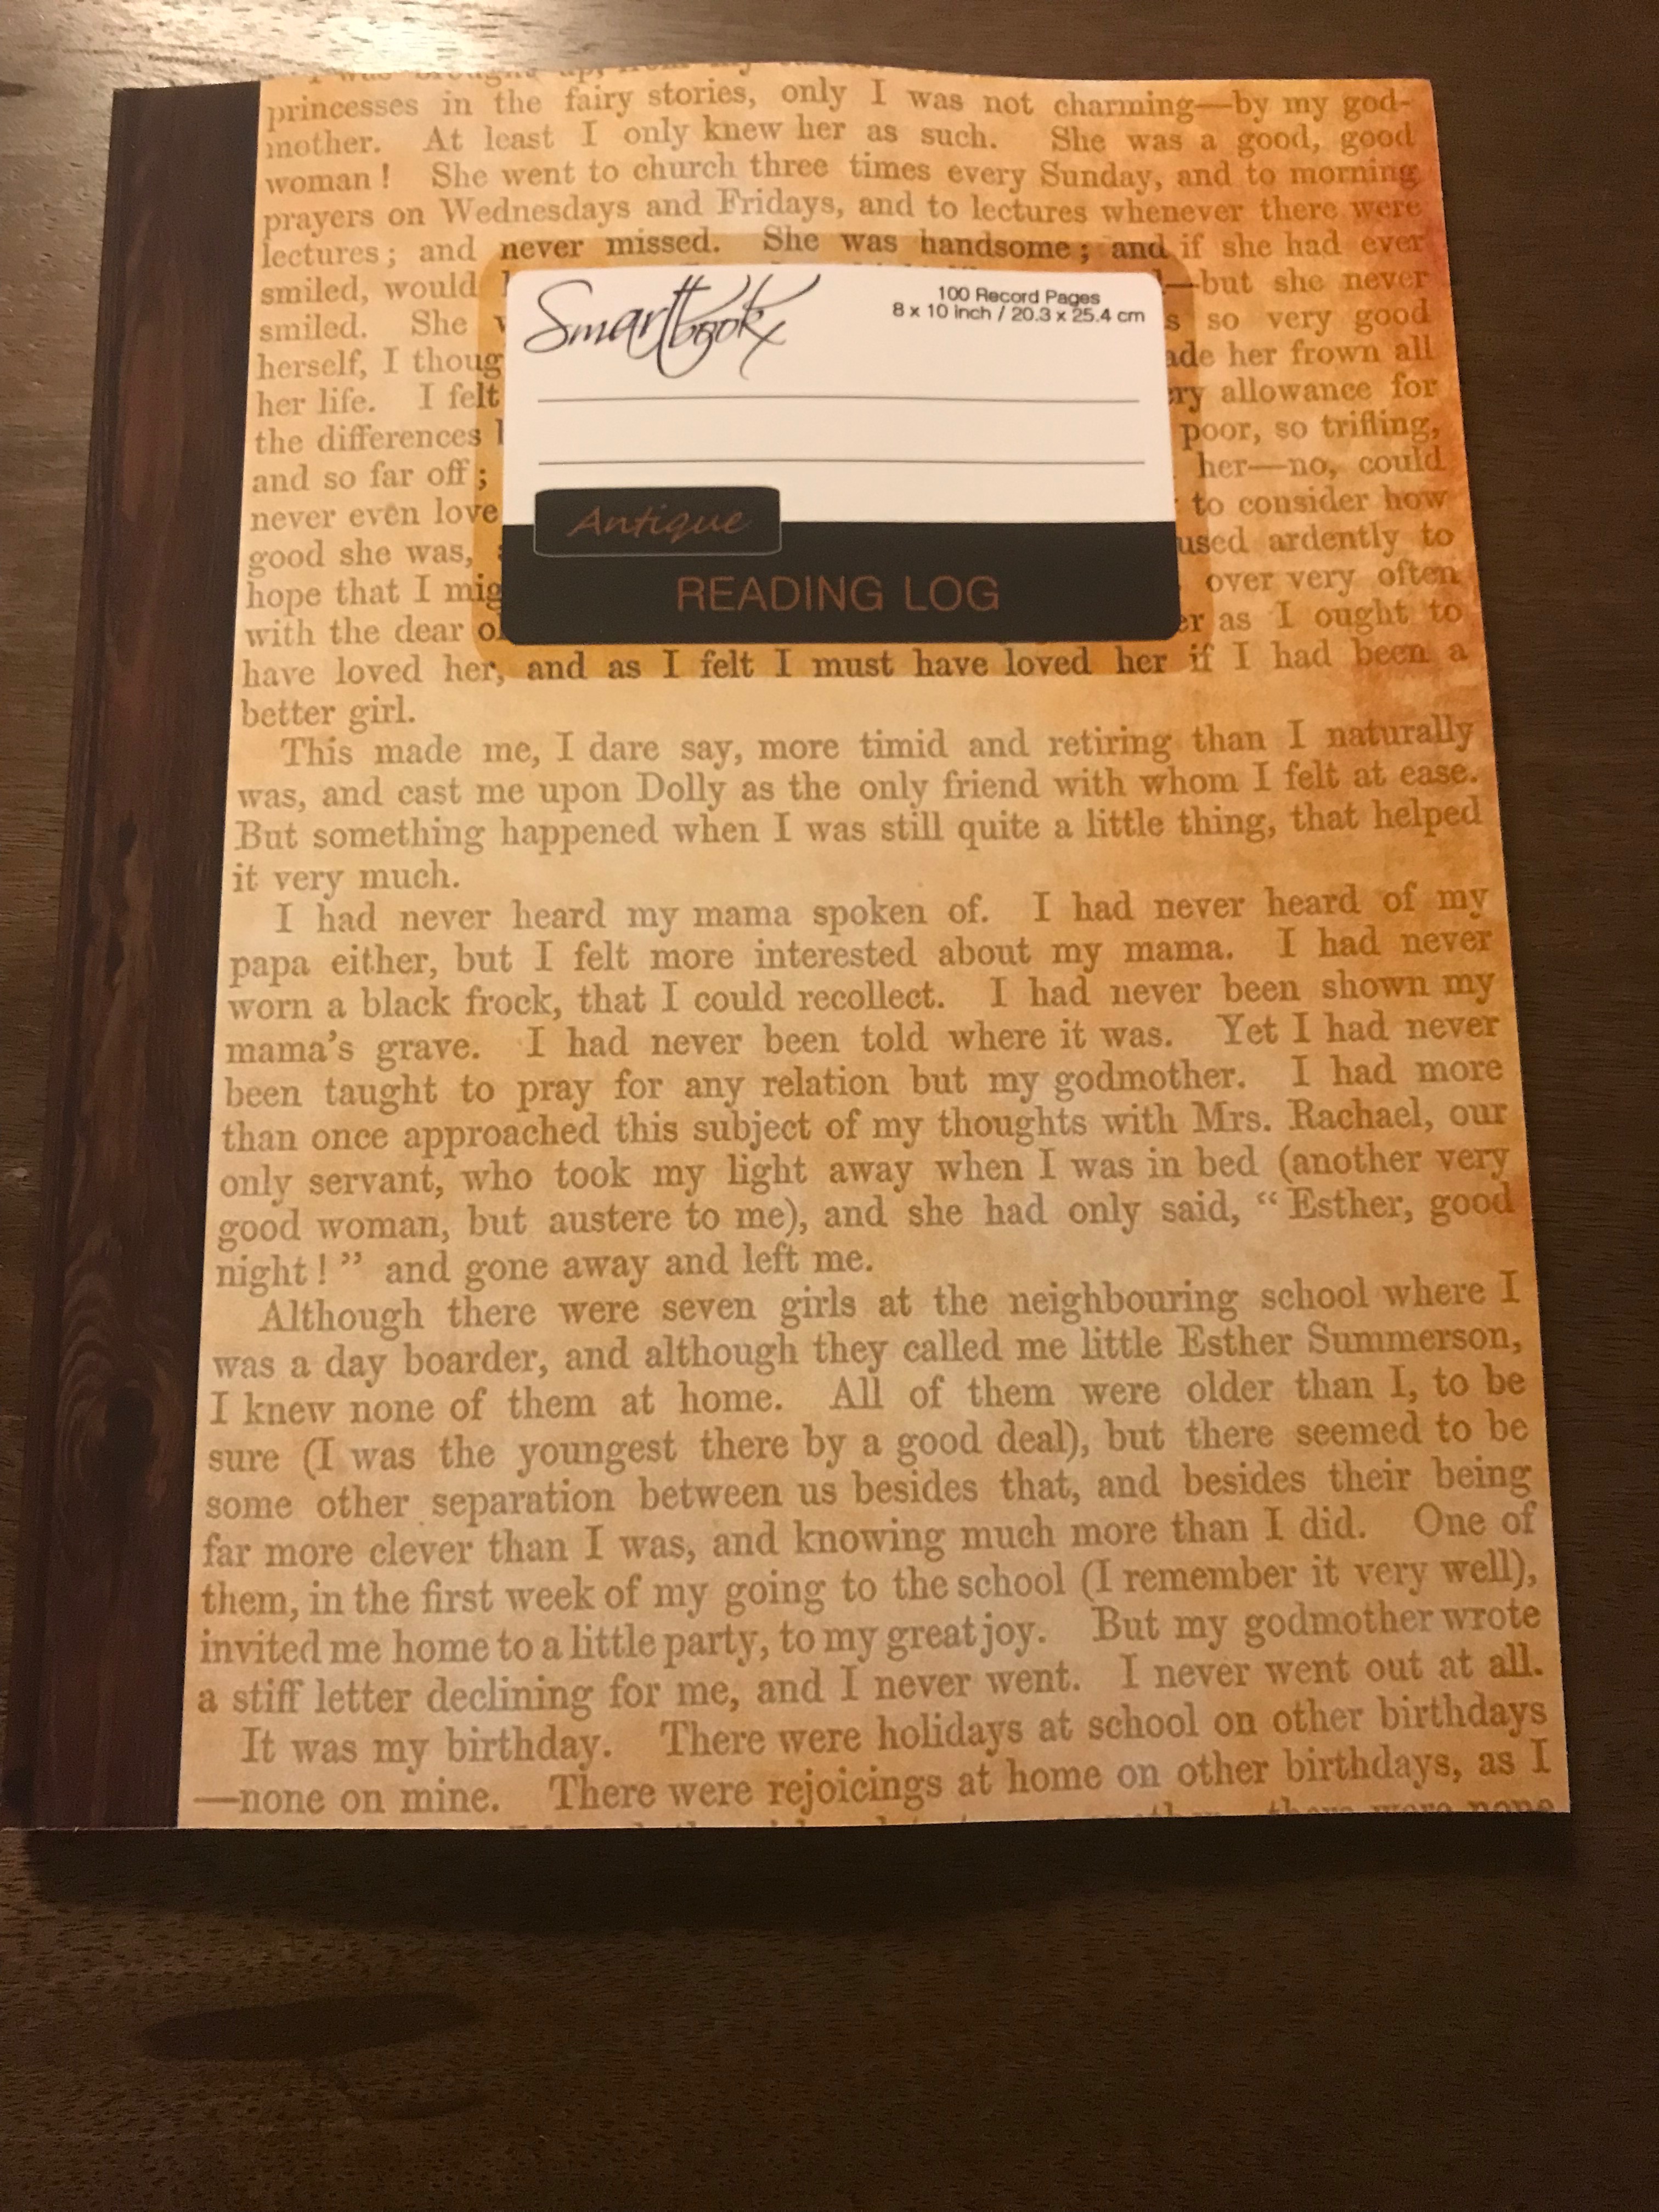 princesses in the fairy stories, only I was not charming—by my god-
mother. At least I only knew her as such. She was a good, good
woman! She went to church three times every Sunday, and to morning
prayers on Wednesdays and Fridays, and to lectures whenever there were
lectures; and never missed. She was handsome; and if she had ever
smiled, would —but she never
smiled. She so very good
herself, I thoug her frown all
her life. I felt allowance for
the differences poor, so trifling,
and so far off; her—no, could
never even love to consider how
good she was, used ardently to
hope that I mig over very often
with the dear as I ought to
have loved her, and as I felt I must have loved her if I had been a
better girl.
Smart bookx
100 Record Pages
8 x 10 inch / 20.3 x 25.4 cm
Antique
READING LOG
This made me, I dare say, more timid and retiring than I naturally
was, and cast me upon Dolly as the only friend with whom I felt at ease.
But something happened when I was still quite a little thing, that helped
it very much.
I had never heard my mama spoken of. I had never heard of my
papa either, but I felt more interested about my mama. I had never
worn a black frock, that I could recollect. I had never been shown my
mama's grave. I had never been told where it was. Yet I had never
been taught to pray for any relation but my godmother. I had more
than once approached this subject of my thoughts with Mrs. Rachael, our
only servant, who took my light away when I was in bed (another very
good woman, but austere to me), and she had only said, “Esther, good
night!” and gone away and left me.
Although there were seven girls at the neighbouring school where I
was a day boarder, and although they called me little Esther Summerson,
I knew none of them at home. All of them were older than I, to be
sure (I was the youngest there by a good deal), but there seemed to be
some other separation between us besides that, and besides their being
far more clever than I was, and knowing much more than I did. One of
them, in the first week of my going to the school (I remember it very well),
invited me home to a little party, to my great joy. But my godmother wrote
a stiff letter declining for me, and I never went. I never went out at all.
It was my birthday. There were holidays at school on other birthdays
—none on mine. There were rejoicings at home on other birthdays, as I